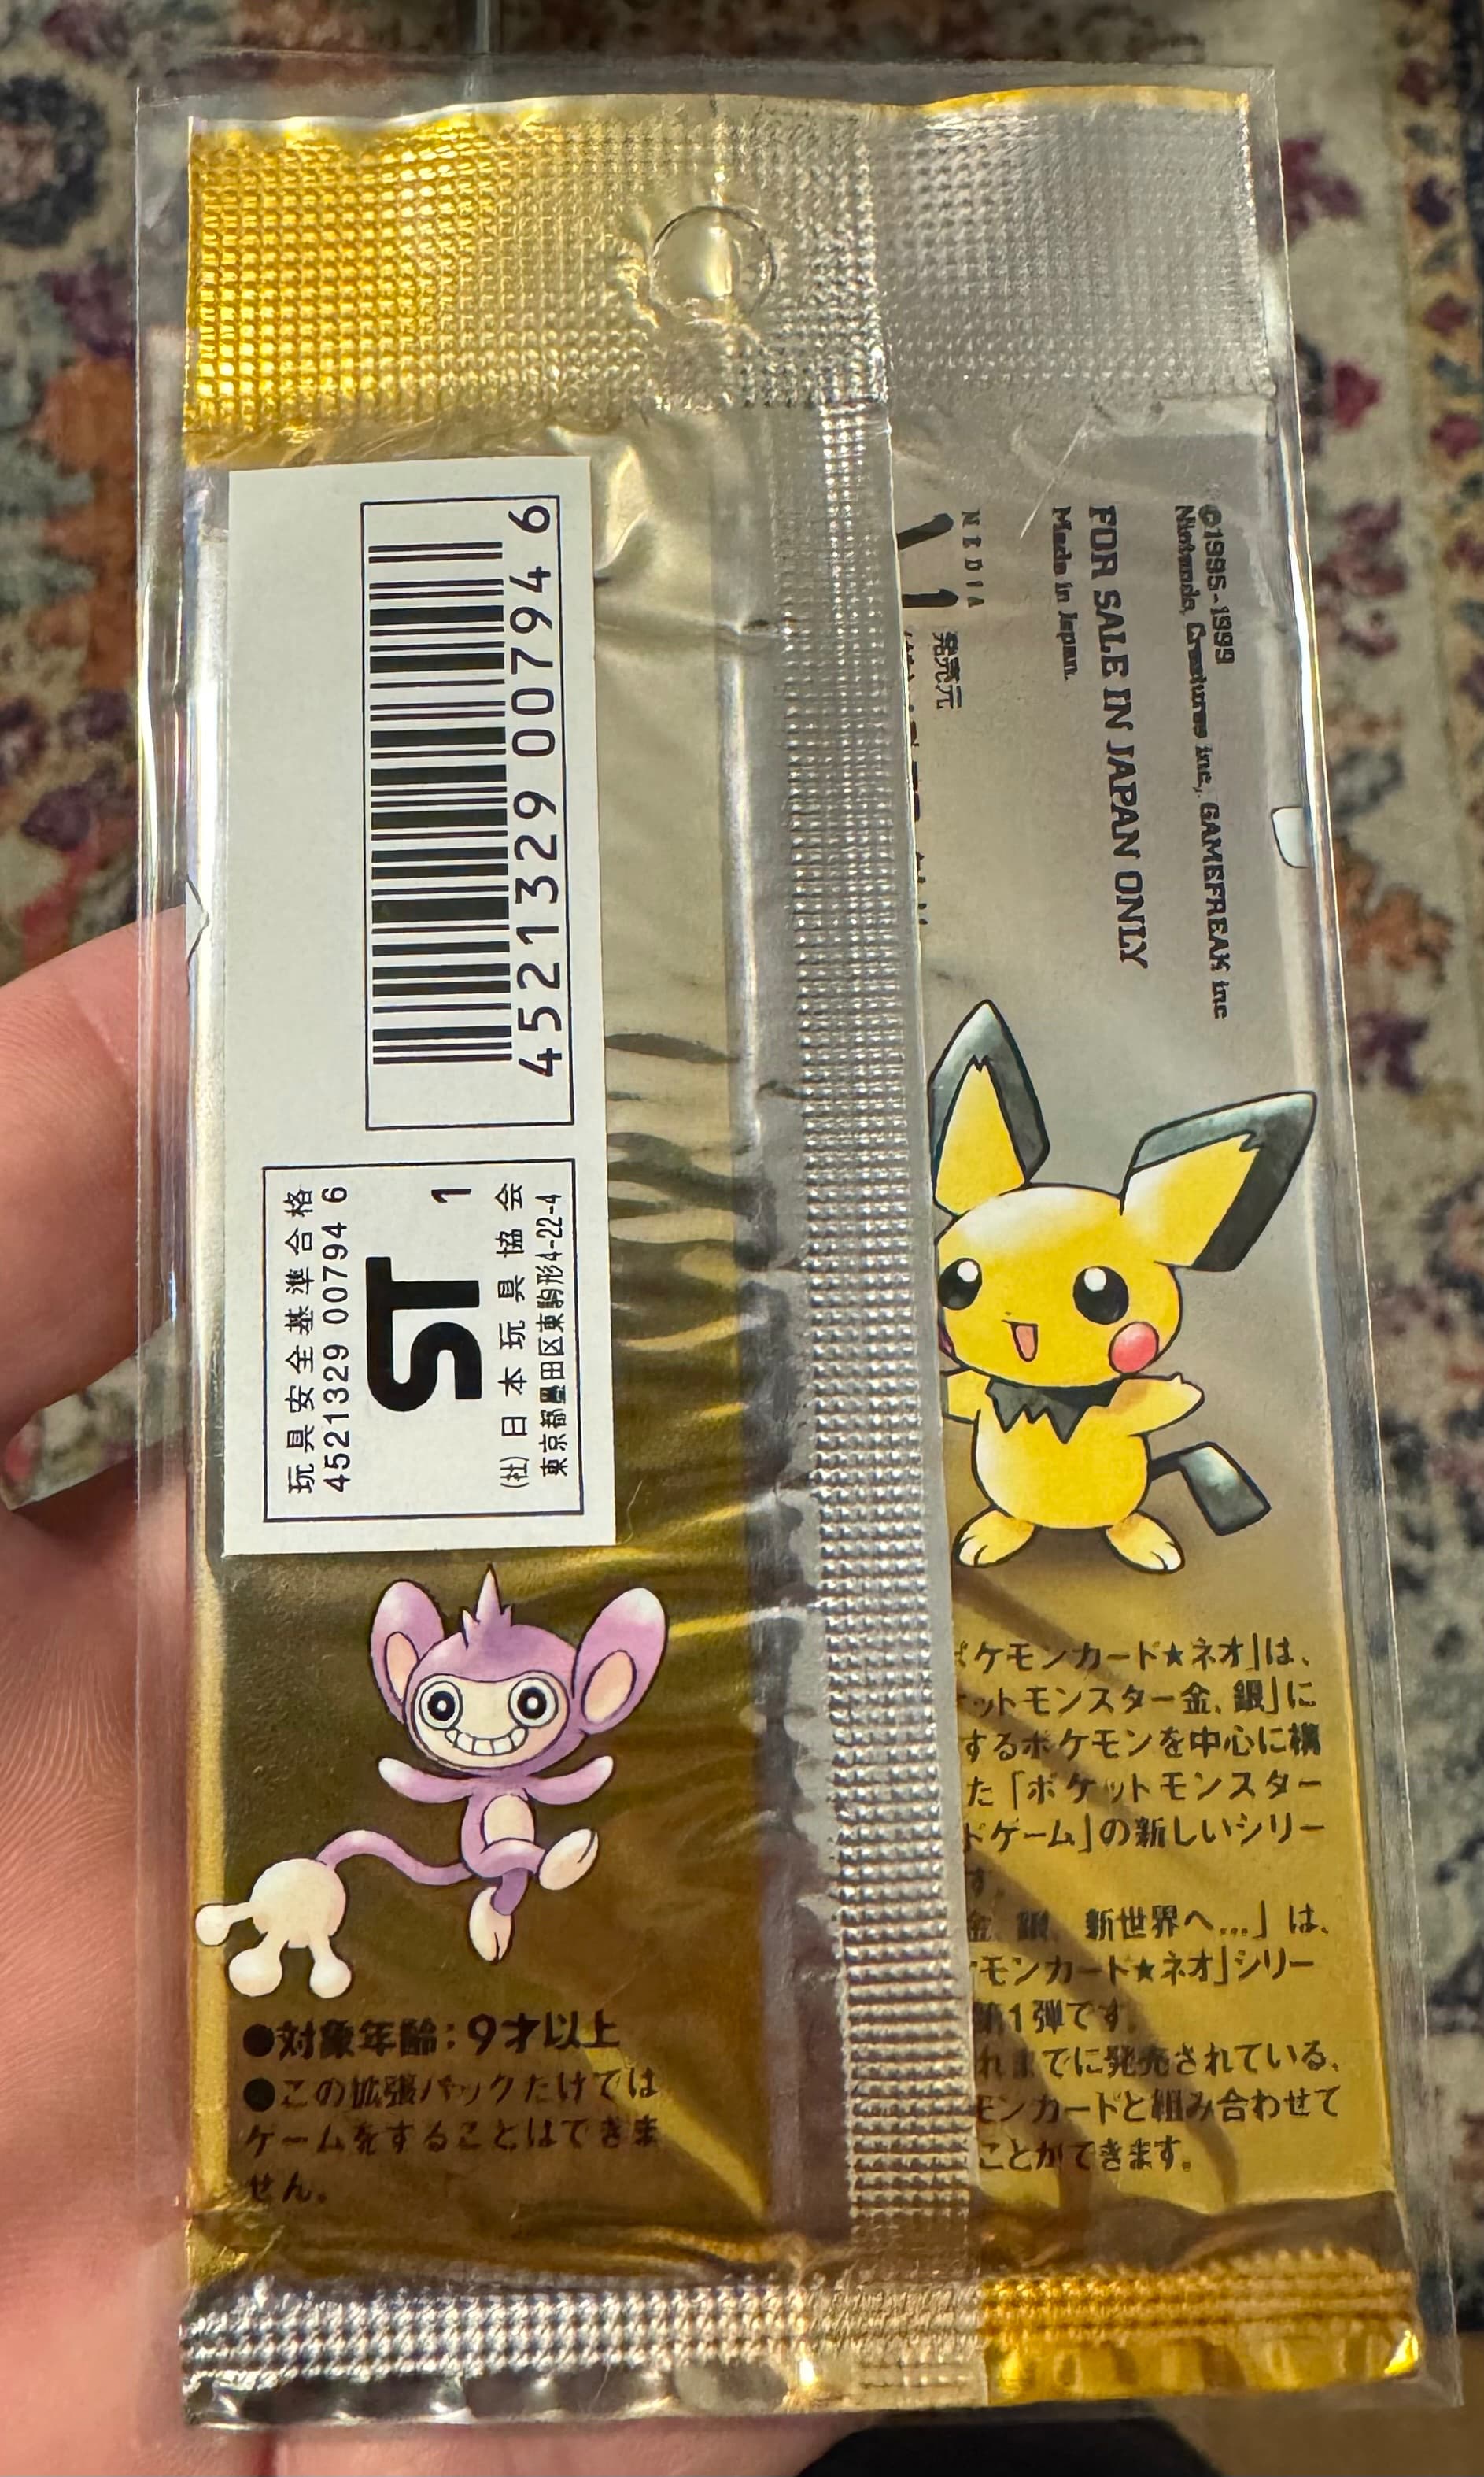 4521329 007946
玩具安全基準合格
4521329 00794 6
ST
1
(社)日本玩具協会
東京都墨田区東駒形4-22-4
●対象年齢:9才以上
●この拡張パックだけでは
ゲームをすることはできま
せん。
©1995-1999
Nintendo, Creatures inc., GAMEFREAK inc
FOR SALE IN JAPAN ONLY
Made in Japan.
発売元
ケモンカード★ネオ」は、
ットモンスター金、銀」に
するポケモンを中心に構
た「ポケットモンスター
ドゲーム」の新しいシリー
す。
金、銀、新世界へ...」は、
モンカード★ネオ」シリー
第1弾です。
れまでに発売されている、
モンカードと組み合わせて
ことができます。